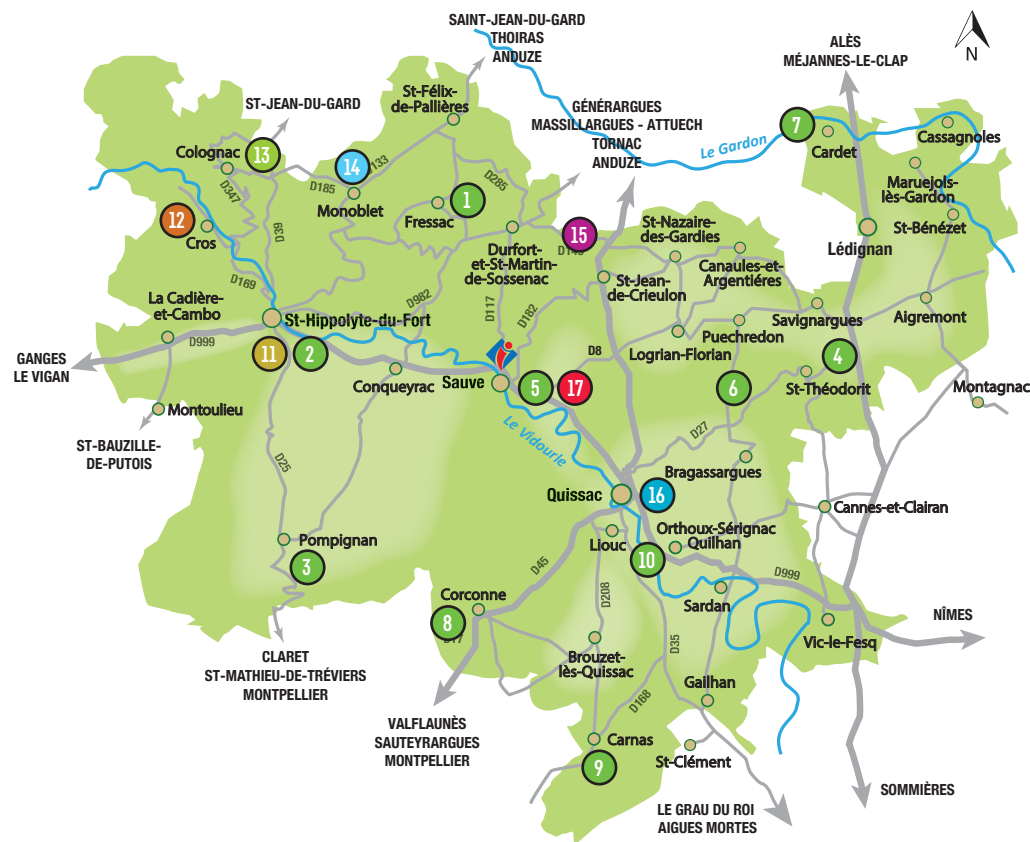 SAINT-JEAN-DU-GARD
THOIRAS
ANDUZE
N
ALÈS
MÉJANNES-LE-CLAP
ST-JEAN-DU-GARD
St-Félix-
de-Pallières
GÉNÉRARGUES
MASSILLARGUES - ATTUECH
TORNAC
ANDUZE
Le Gardon
7
Cardet
Cassagnoles
Colognac
13
14
D133
D347
D185
Monoblet
D285
Maruejols-
lès-Gardon
St-Bénézet
1
Fressac
12
Cros
D39
15
St-Nazaire-
des-Gardies
Lédignan
Durfort-
et-St-Martin-
de-Sossenac
Canaules-et-
Argentières
St-Jean-
de-Crieulon
D169
La Cadière-
et-Cambo
D982
D117
D182
Aigremont
St-Hippolyte-du-Fort
Savignargues
Puechredon
Logrian-Florian
D999
GANGES
LE VIGAN
11
2
Conqueyrac
Sauve
5
17
D8
6
4
St-Théodorit
Montagnac
Montoulieu
ST-BAUZILLE-
DE-PUTOIS
Le Vidourle
D27
D25
Bragassargues
Quissac
16
Cannes-et-Clairan
Pompignan
3
Liouc
10
Orthoux-Sérignac
Quilhan
D45
D999
D208
Sardan
Corconne
8
D17
NÎMES
Vic-le-Fesq
D35
CLARET
ST-MATHIEU-DE-TRÉVIERS
MONTPELLIER
Brouzet-
lès-Quissac
Gailhan
D168
VALFLAUNÈS
SAUTEYRARGUES
MONTPELLIER
Carnas
9
St-Clément
SOMMIÈRES
LE GRAU DU ROI
AIGUES MORTES